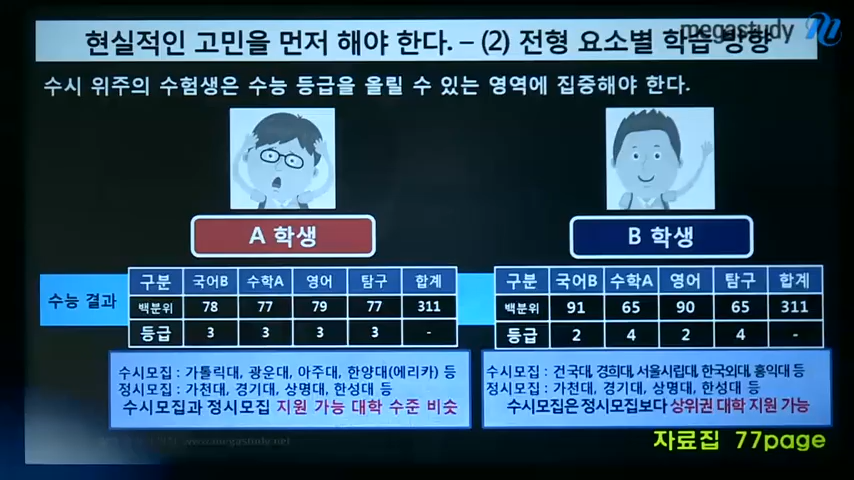 현실적인 고민을 먼저 해야 한다. – (2) 전형 요소별 학습 방향
megastudy
수시 위주의 수험생은 수능 등급을 올릴 수 있는 영역에 집중해야 한다.
A 학생
B 학생
수능 결과
구분 국어B 수학A 영어 탐구 합계
백분위 78 77 79 77 311
등급 3 3 3 3 -
구분 국어B 수학A 영어 탐구 합계
백분위 91 65 90 65 311
등급 2 4 2 4 -
수시모집 : 가톨릭대, 광운대, 아주대, 한양대(에리카) 등
정시모집 : 가천대, 경기대, 상명대, 한성대 등
수시모집과 정시모집 지원 가능 대학 수준 비슷
수시모집 : 건국대, 경희대, 서울시립대, 한국외대, 홍익대 등
정시모집 : 가천대, 경기대, 상명대, 한성대 등
수시모집은 정시모집보다 상위권 대학 지원 가능
자료집 77page